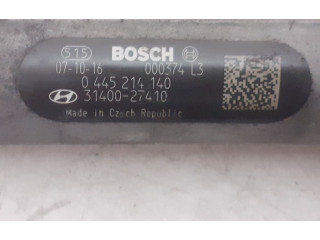 515 BOSCH
07-10-16 000374 L3
0 445 214 140
31400-27410
Made in Czech Republic